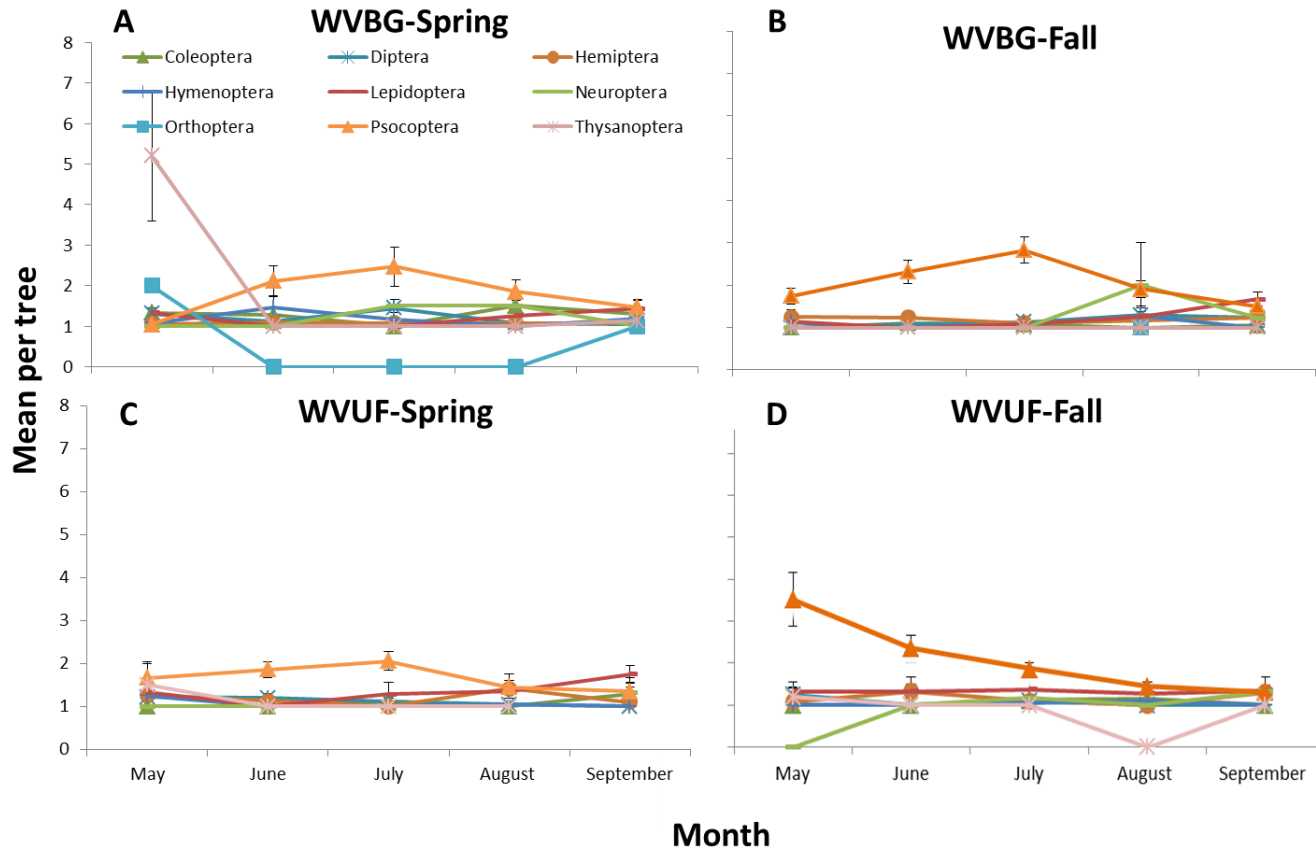 A WVBG-Spring
B WVBG-Fall
8
7
6
5
4
3
2
1
0
Coleoptera Diptera Hemiptera
Hymenoptera Lepidoptera Neuroptera
Orthoptera Psocoptera Thysanoptera
Mean per tree
C WVUF-Spring
D WVUF-Fall
8
7
6
5
4
3
2
1
0
May June July August September
May June July August September
Month